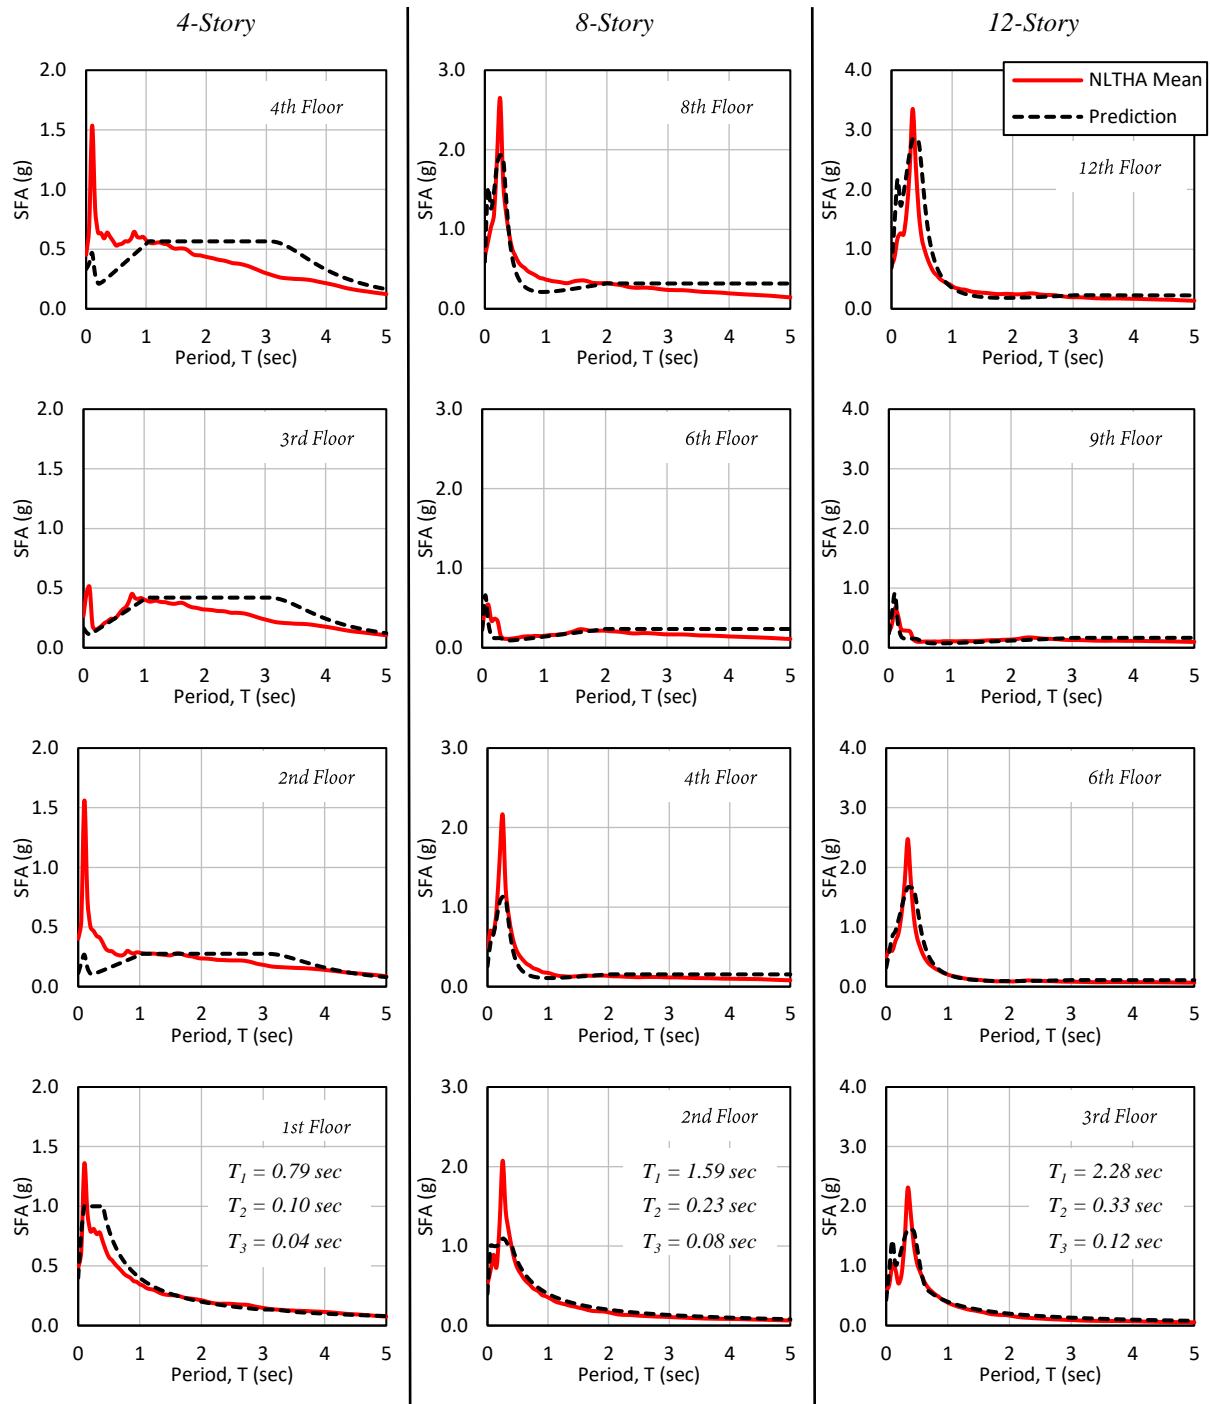 4-Story
8-Story
12-Story
2.0
1.5
1.0
0.5
0.0
SFA (g)
4th Floor
0 1 2 3 4 5
Period, T (sec)
3.0
2.0
1.0
0.0
SFA (g)
8th Floor
0 1 2 3 4 5
Period, T (sec)
4.0
3.0
2.0
1.0
0.0
SFA (g)
NLTHA Mean
Prediction
12th Floor
0 1 2 3 4 5
Period, T (sec)
2.0
1.5
1.0
0.5
0.0
SFA (g)
3rd Floor
0 1 2 3 4 5
Period, T (sec)
3.0
2.0
1.0
0.0
SFA (g)
6th Floor
0 1 2 3 4 5
Period, T (sec)
4.0
3.0
2.0
1.0
0.0
SFA (g)
9th Floor
0 1 2 3 4 5
Period, T (sec)
2.0
1.5
1.0
0.5
0.0
SFA (g)
2nd Floor
0 1 2 3 4 5
Period, T (sec)
3.0
2.0
1.0
0.0
SFA (g)
4th Floor
0 1 2 3 4 5
Period, T (sec)
4.0
3.0
2.0
1.0
0.0
SFA (g)
6th Floor
0 1 2 3 4 5
Period, T (sec)
2.0
1.5
1.0
0.5
0.0
SFA (g)
1st Floor
T1 = 0.79 sec
T2 = 0.10 sec
T3 = 0.04 sec
0 1 2 3 4 5
Period, T (sec)
3.0
2.0
1.0
0.0
SFA (g)
2nd Floor
T1 = 1.59 sec
T2 = 0.23 sec
T3 = 0.08 sec
0 1 2 3 4 5
Period, T (sec)
4.0
3.0
2.0
1.0
0.0
SFA (g)
3rd Floor
T1 = 2.28 sec
T2 = 0.33 sec
T3 = 0.12 sec
0 1 2 3 4 5
Period, T (sec)